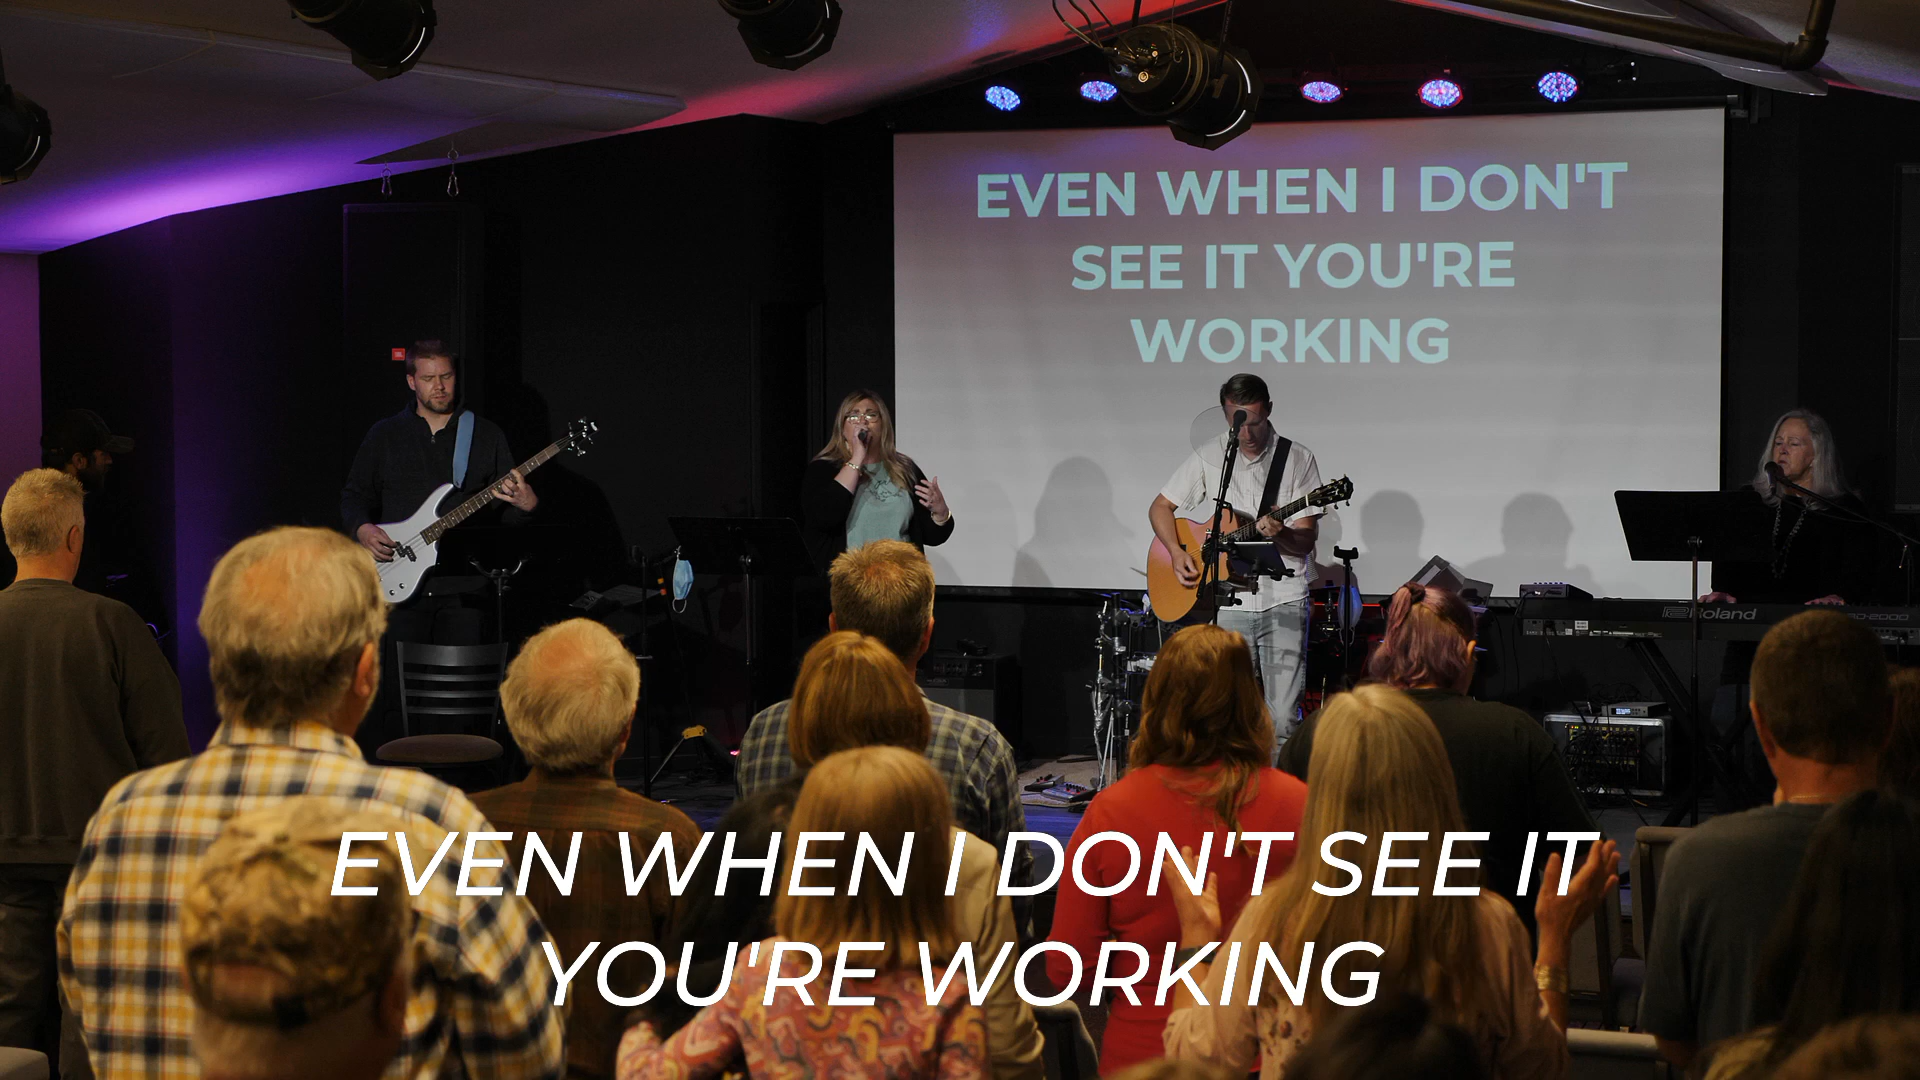 EVEN WHEN I DON'T
SEE IT YOU'RE
WORKING
Roland
EVEN WHEN I DON'T SEE IT
YOU'RE WORKING